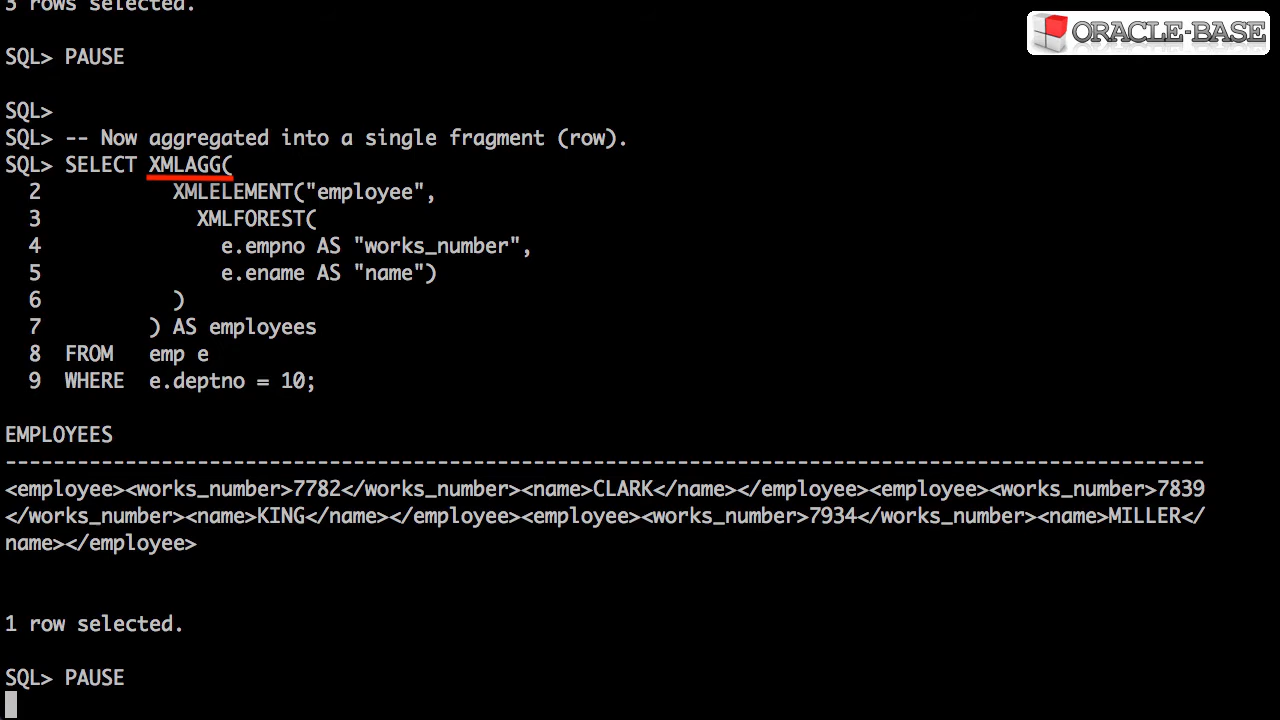 3 rows selected.
ORACLE-BASE
SQL> PAUSE
SQL>
SQL> -- Now aggregated into a single fragment (row).
SQL> SELECT XMLAGG(
2 XMLELEMENT("employee",
3 XMLFOREST(
4 e.empno AS "works_number",
5 e.ename AS "name")
6 )
7 ) AS employees
8 FROM emp e
9 WHERE e.deptno = 10;
EMPLOYEES
----------------------------------------------------------------------------------------------------
<employee><works_number>7782</works_number><name>CLARK</name></employee><employee><works_number>7839
</works_number><name>KING</name></employee><employee><works_number>7934</works_number><name>MILLER</
name></employee>
1 row selected.
SQL> PAUSE